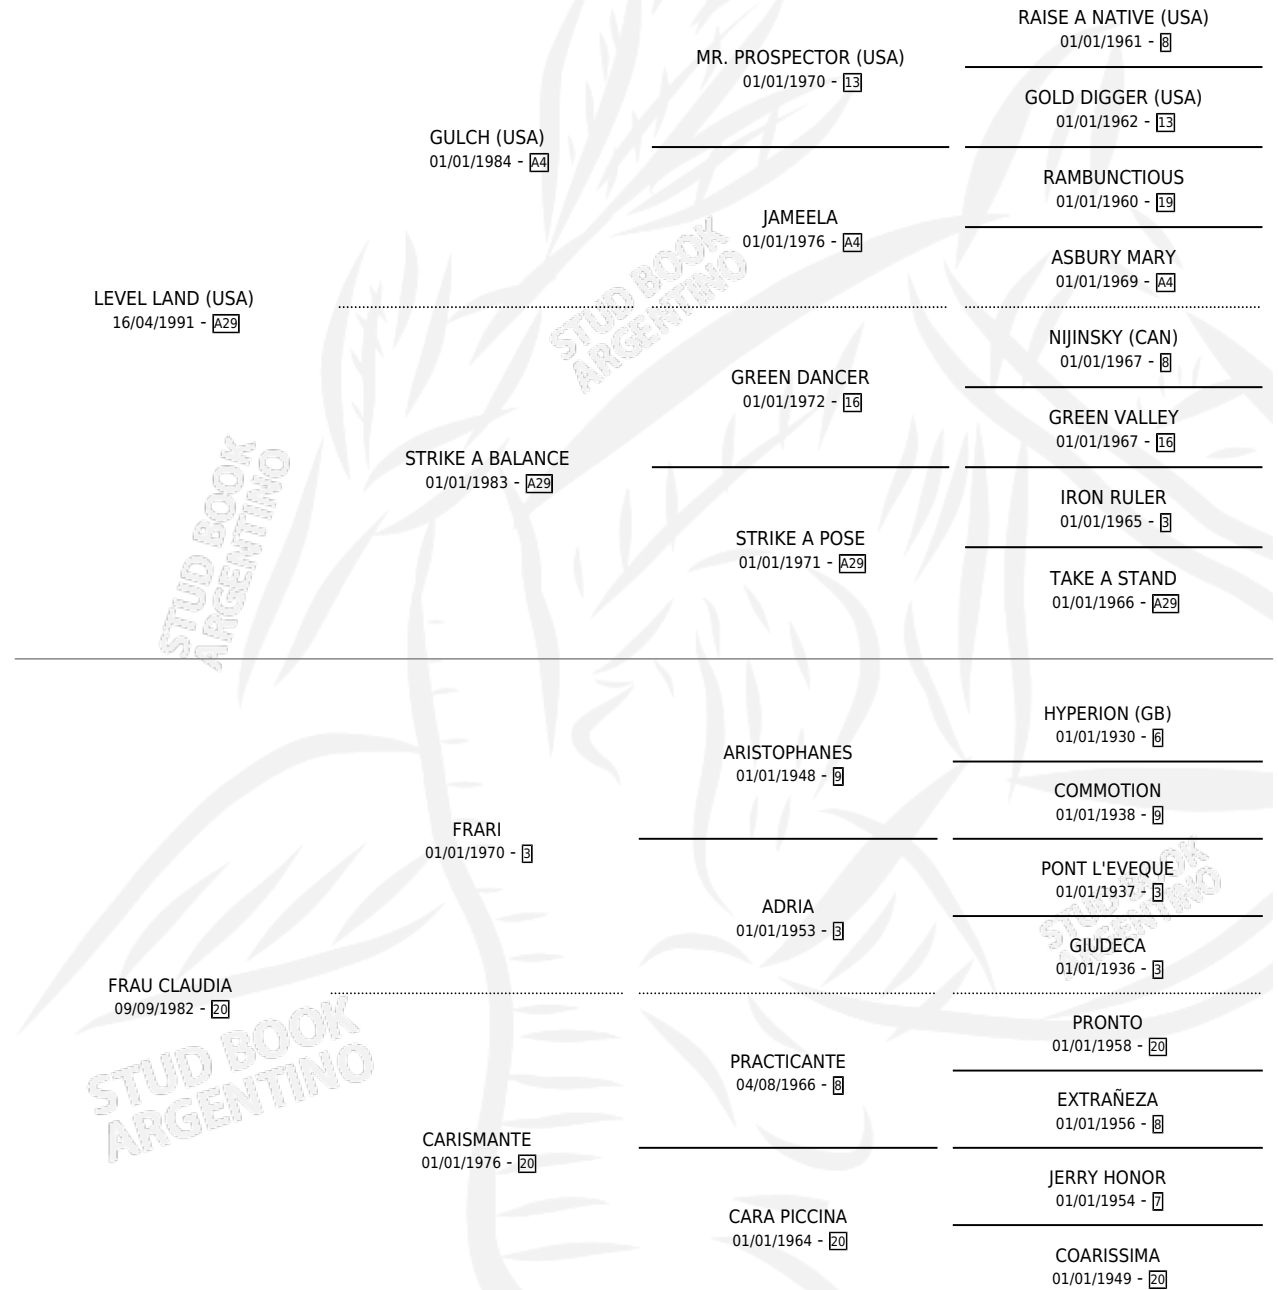 RAISE A NATIVE (USA)
01/01/1961 - 8
MR. PROSPECTOR (USA)
01/01/1970 - 13
GOLD DIGGER (USA)
01/01/1962 - 13
GULCH (USA)
01/01/1984 - A4
RAMBUNCTIOUS
01/01/1960 - 19
JAMEELA
01/01/1976 - A4
ASBURY MARY
01/01/1969 - A4
LEVEL LAND (USA)
16/04/1991 - A29
NIJINSKY (CAN)
01/01/1967 - 8
GREEN DANCER
01/01/1972 - 16
GREEN VALLEY
01/01/1967 - 16
STRIKE A BALANCE
01/01/1983 - A29
IRON RULER
01/01/1965 - 3
STRIKE A POSE
01/01/1971 - A29
TAKE A STAND
01/01/1966 - A29
HYPERION (GB)
01/01/1930 - 6
ARISTOPHANES
01/01/1948 - 9
COMMOTION
01/01/1938 - 9
FRARI
01/01/1970 - 3
PONT L'EVEQUE
01/01/1937 - 3
ADRIA
01/01/1953 - 3
GIUDECA
01/01/1936 - 3
FRAU CLAUDIA
09/09/1982 - 20
PRONTO
01/01/1958 - 20
PRACTICANTE
04/08/1966 - 8
EXTRAÑEZA
01/01/1956 - 8
CARISMANTE
01/01/1976 - 20
JERRY HONOR
01/01/1954 - 7
CARA PICCINA
01/01/1964 - 20
COARISSIMA
01/01/1949 - 20
STUD BOOK
ARGENTINO
STUD BOOK
ARGENTINO
STUD BOOK
ARGENTINO
STUD BOOK
ARGENTINO